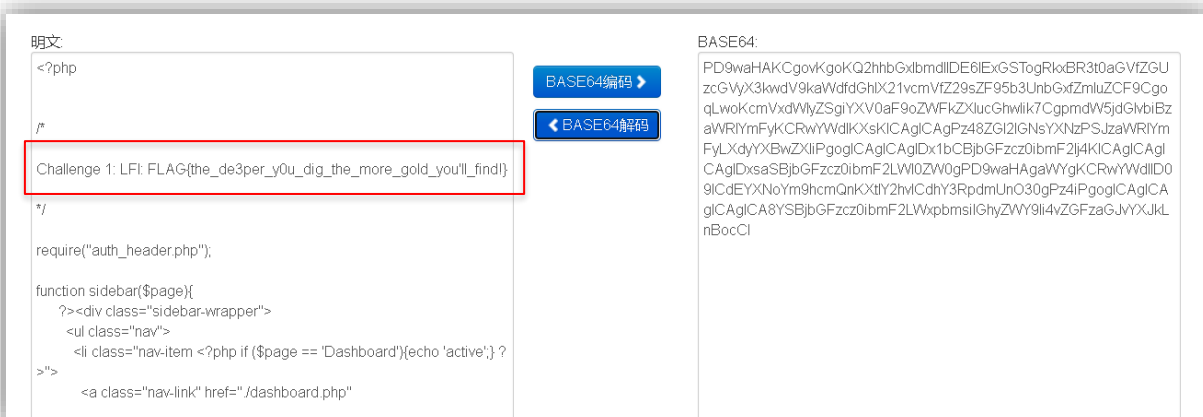 明文:
<?php
/*
Challenge 1: LFI: FLAG{the_de3per_y0u_dig_the_more_gold_you'll_find!}
*/
require("auth_header.php");
function sidebar($page){
?><div class="sidebar-wrapper">
<ul class="nav">
<li class="nav-item <?php if ($page == 'Dashboard'){echo 'active';} ?
>">
<a class="nav-link" href="./dashboard.php"
BASE64编码
BASE64解码
BASE64:
PD9waHAKCgovKgoKQ2hhbGxlbmdlIDE6IExGSTogRkxBR3t0aGVfZGU
zcGVyX3kwdV9kaWdfdGhlX21vcmVfZ29sZF95b3UnbGxfZmluZCF9Cgo
qLwoKcmVxdWlyZSgiYXV0aF9oZWFkZXIucGhwIik7CgpmdW5jdGlvbiBz
aWRlYmFyKCRwYWdlKXsKICAgICAgPz48ZGl2IGNsYXNzPSJzaWRlYm
FyLXdyYXBwZXIiPgogICAgICAgIDx1bCBjbGFzcz0ibmF2Ij4KICAgICAgI
CAgIDxsaSBjbGFzcz0ibmF2LWl0ZW0gPD9waHAgaWYgKCRwYWdlID0
9ICdEYXNoYm9hcmQnKXtlY2hvICdhY3RpdmUnO30gPz4iPgogICAgICA
gICAgICA8YSBjbGFzcz0ibmF2LWxpbmsiIGhyZWY9Ii4vZGFzaGJvYXJkL
nBocCI